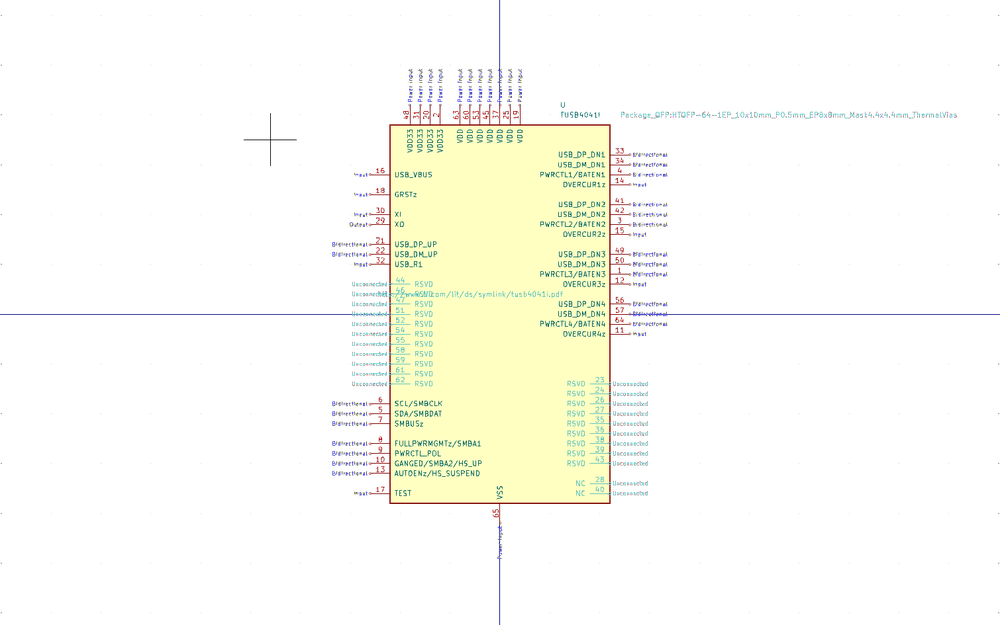 Power Input Power Input Power Input Power Input Power Input Power Input Power Input Power Input Power Input Power Input Power Input
48 31 20 2 63 60 53 45 37 25 19
VDD33 VDD33 VDD33 VDD33 VDD VDD VDD VDD VDD VDD VDD
U
TUSB4041I
Package_QFP:HTQFP-64-1EP_10x10mm_P0.5mm_EP8x8mm_Mask4.4x4.4mm_ThermalVias
Input 16 USB_VBUS
Input 18 GRSTz
Input 30 XI
Output 29 XO
Bidirectional 21 USB_DP_UP
Bidirectional 22 USB_DM_UP
Input 32 USB_R1
Unconnected 44 RSVD
Unconnected 46 RSVD
.com/lit/ds/symlink/tusb4041i.pdf
Unconnected 47 RSVD
Unconnected 51 RSVD
Unconnected 52 RSVD
Unconnected 54 RSVD
Unconnected 55 RSVD
Unconnected 58 RSVD
Unconnected 59 RSVD
Unconnected 61 RSVD
Unconnected 62 RSVD
Bidirectional 6 SCL/SMBCLK
Bidirectional 5 SDA/SMBDAT
Bidirectional 7 SMBUSz
Bidirectional 8 FULLPWRMGMTz/SMBA1
Bidirectional 9 PWRCTL_POL
Bidirectional 10 GANGED/SMBA2/HS_UP
Bidirectional 13 AUTOENz/HS_SUSPEND
Input 17 TEST
USB_DP_DN1 33 Bidirectional
USB_DM_DN1 34 Bidirectional
PWRCTL1/BATEN1 4 Bidirectional
OVERCUR1z 14 Input
USB_DP_DN2 41 Bidirectional
USB_DM_DN2 42 Bidirectional
PWRCTL2/BATEN2 3 Bidirectional
OVERCUR2z 15 Input
USB_DP_DN3 49 Bidirectional
USB_DM_DN3 50 Bidirectional
PWRCTL3/BATEN3 1 Bidirectional
OVERCUR3z 12 Input
USB_DP_DN4 56 Bidirectional
USB_DM_DN4 57 Bidirectional
PWRCTL4/BATEN4 64 Bidirectional
OVERCUR4z 11 Input
RSVD 23 Unconnected
RSVD 24 Unconnected
RSVD 26 Unconnected
RSVD 27 Unconnected
RSVD 35 Unconnected
RSVD 36 Unconnected
RSVD 38 Unconnected
RSVD 39 Unconnected
RSVD 43 Unconnected
NC 28 Unconnected
NC 40 Unconnected
VSS
65
Power Input